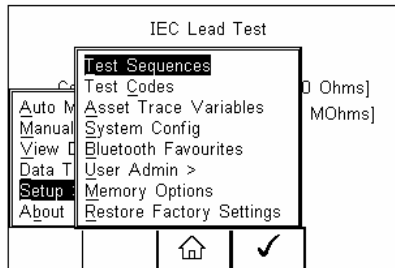 IEC Lead Test
Test Sequences
Test Codes
Asset Trace Variables
System Config
Bluetooth Favourites
User Admin >
Memory Options
Restore Factory Settings
Ohms]
MOhms]
Auto
Manual
View
Data
Setup
About